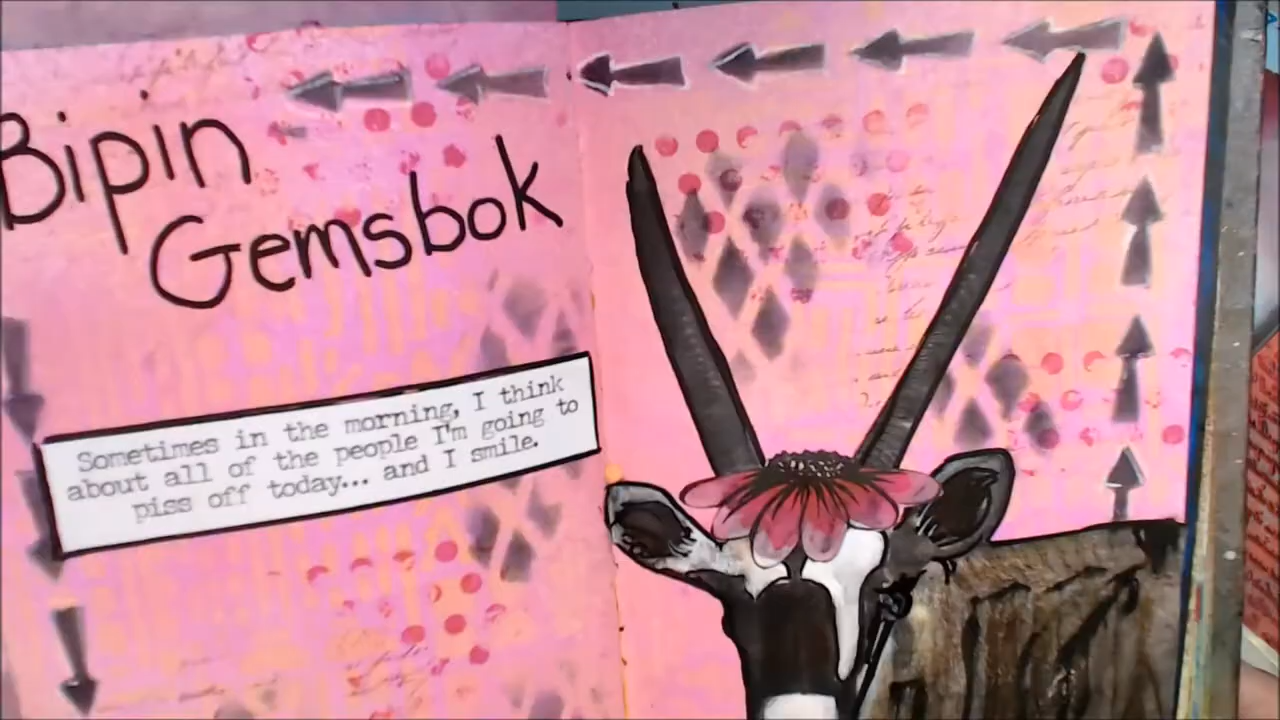 Bipin
Gemsbok
Sometimes in the morning, I think
about all of the people I'm going to
piss off today... and I smile.